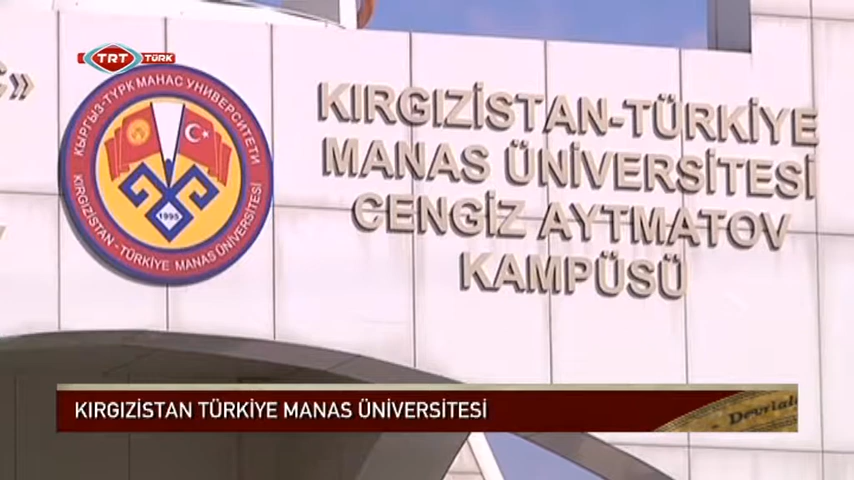 TRT TÜRK
»
КЫРГЫЗ-ТҮРК МАНАС УНИВЕРСИТЕТИ
1995
KIRGIZİSTAN-TÜRKİYE MANAS ÜNİVERSİTESİ
KIRGIZİSTAN-TÜRKİYE
MANAS ÜNİVERSİTESİ
CENGİZ AYTMATOV
KAMPÜSÜ
KIRGIZİSTAN TÜRKİYE MANAS ÜNİVERSİTESİ